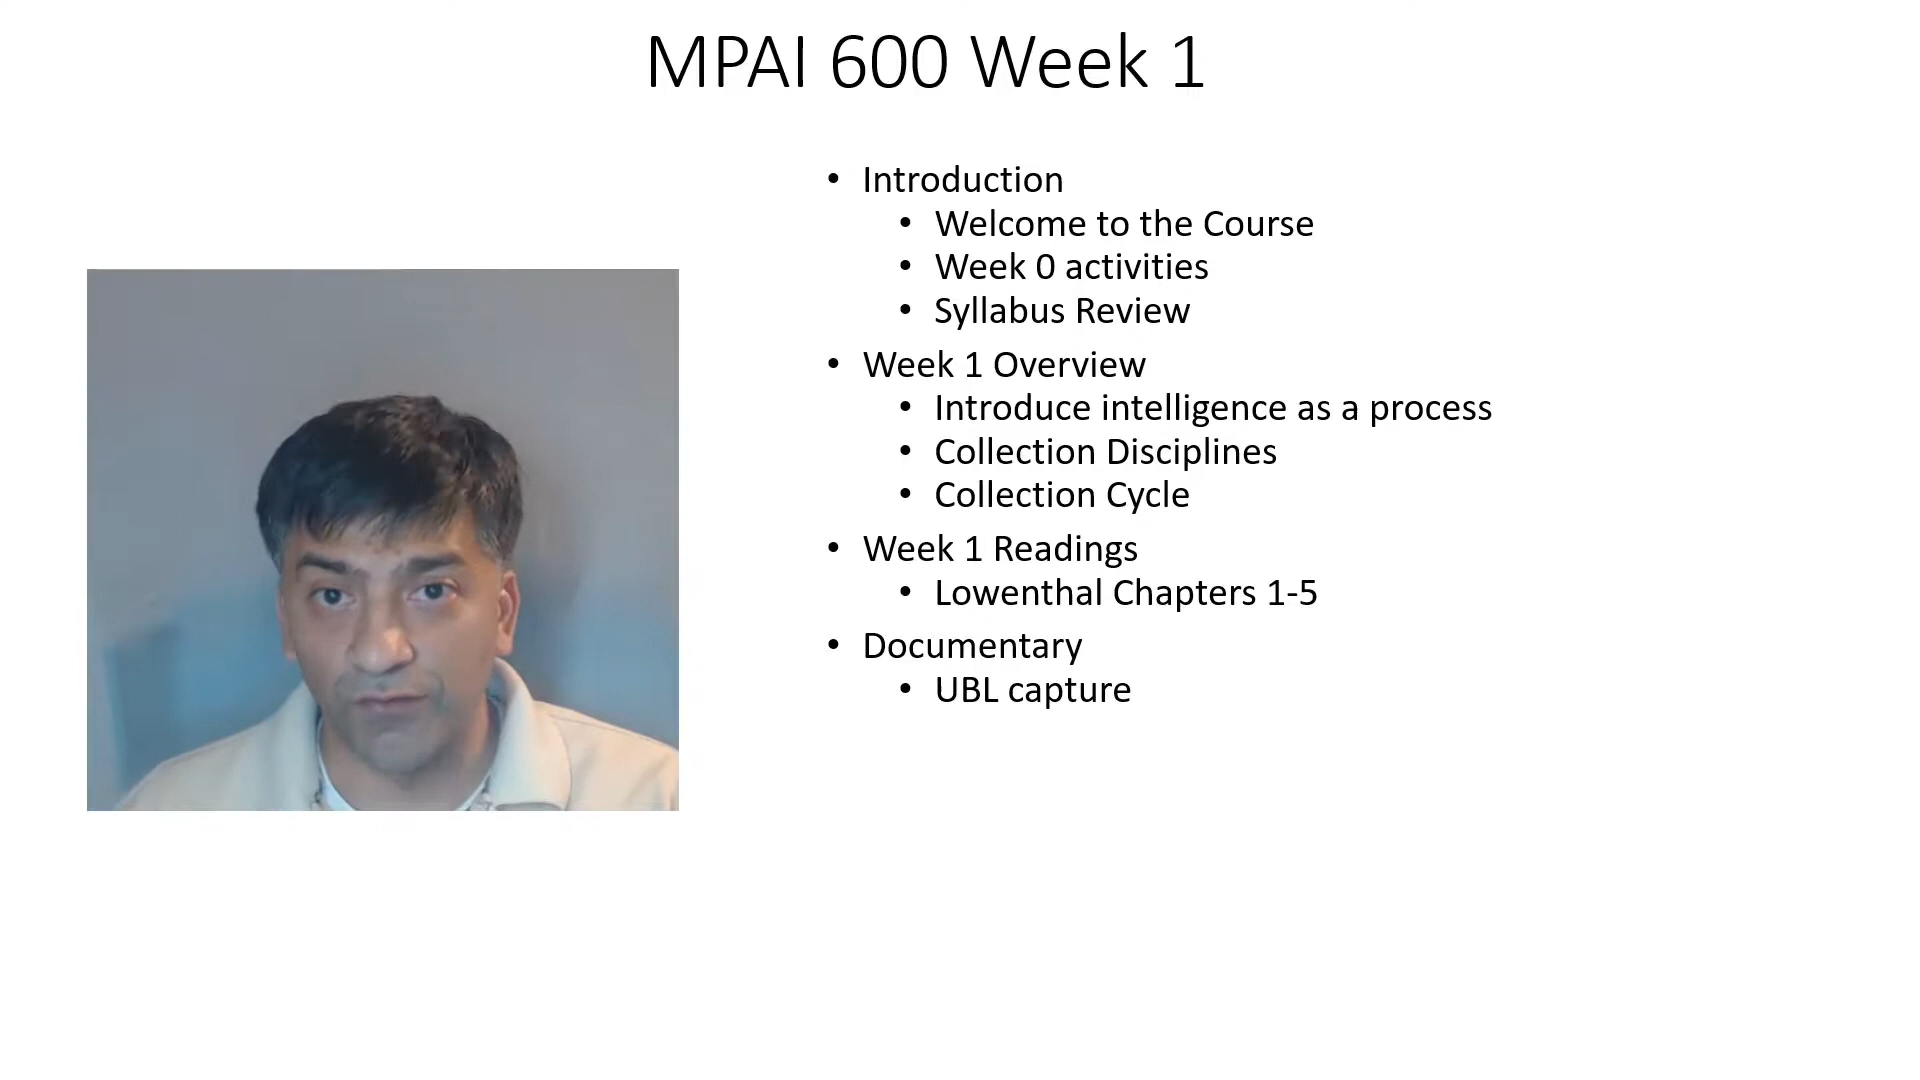 MPAI 600 Week 1
• Introduction
• Welcome to the Course
• Week 0 activities
• Syllabus Review
• Week 1 Overview
• Introduce intelligence as a process
• Collection Disciplines
• Collection Cycle
• Week 1 Readings
• Lowenthal Chapters 1-5
• Documentary
• UBL capture